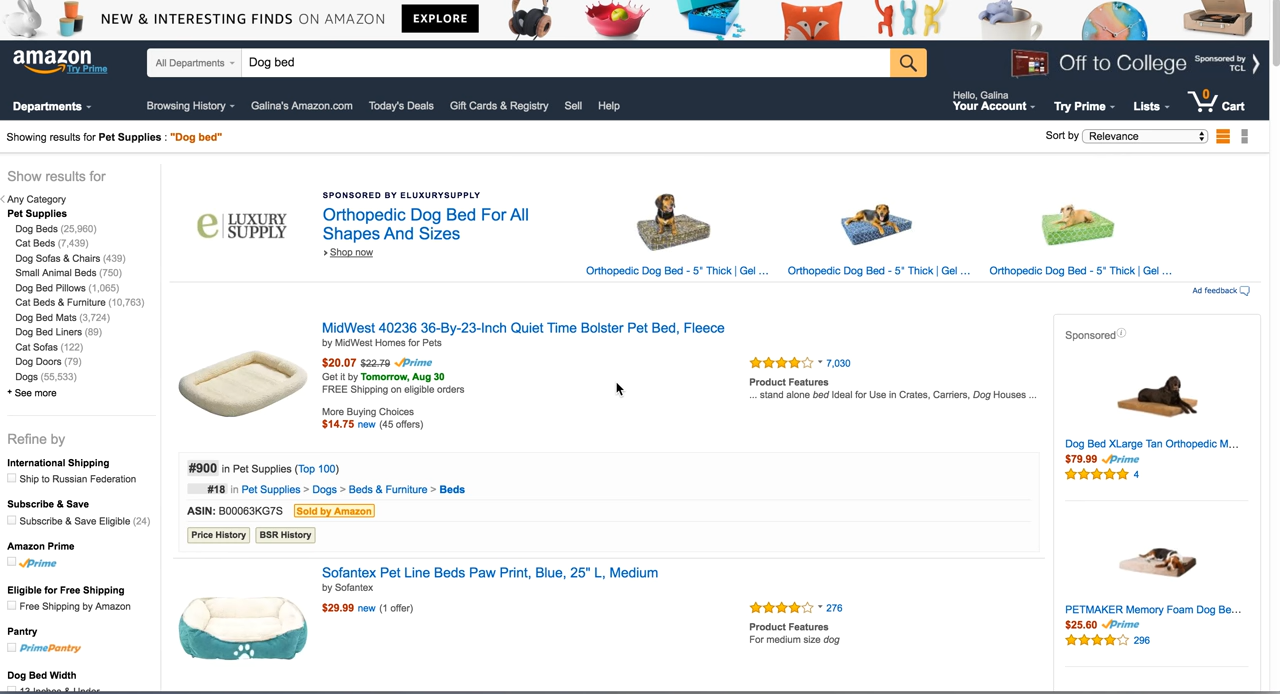 NEW & INTERESTING FINDS ON AMAZON EXPLORE
amazon
Try Prime
All Departments
Dog bed
Off to College
Sponsored by
TCL
Departments
Browsing History
Galina's Amazon.com
Today's Deals
Gift Cards & Registry
Sell
Help
Hello, Galina
Your Account
Try Prime
Lists
0
Cart
Showing results for Pet Supplies : "Dog bed"
Sort by Relevance
Show results for
Any Category
Pet Supplies
Dog Beds (25,960)
Cat Beds (7,439)
Dog Sofas & Chairs (439)
Small Animal Beds (750)
Dog Bed Pillows (1,065)
Cat Beds & Furniture (10,763)
Dog Bed Mats (3,724)
Dog Bed Liners (89)
Cat Sofas (122)
Dog Doors (79)
Dogs (55,533)
+ See more
Refine by
International Shipping
Ship to Russian Federation
Subscribe & Save
Subscribe & Save Eligible (24)
Amazon Prime
Prime
Eligible for Free Shipping
Free Shipping by Amazon
Pantry
PrimePantry
Dog Bed Width
12 Inches & Under
e LUXURY
SUPPLY
SPONSORED BY ELUXURYSUPPLY
Orthopedic Dog Bed For All
Shapes And Sizes
› Shop now
Orthopedic Dog Bed - 5" Thick | Gel ...
Orthopedic Dog Bed - 5" Thick | Gel ...
Orthopedic Dog Bed - 5" Thick | Gel ...
Ad feedback
MidWest 40236 36-By-23-Inch Quiet Time Bolster Pet Bed, Fleece
by MidWest Homes for Pets
$20.07 $22.79 Prime
Get it by Tomorrow, Aug 30
FREE Shipping on eligible orders
More Buying Choices
$14.75 new (45 offers)
7,030
Product Features
... stand alone bed Ideal for Use in Crates, Carriers, Dog Houses ...
#900 in Pet Supplies (Top 100)
#18 in Pet Supplies > Dogs > Beds & Furniture > Beds
ASIN: B00063KG7S Sold by Amazon
Price History BSR History
Sofantex Pet Line Beds Paw Print, Blue, 25" L, Medium
by Sofantex
$29.99 new (1 offer)
276
Product Features
For medium size dog
Sponsored
Dog Bed XLarge Tan Orthopedic M...
$79.99 Prime
4
PETMAKER Memory Foam Dog Be...
$25.60 Prime
296